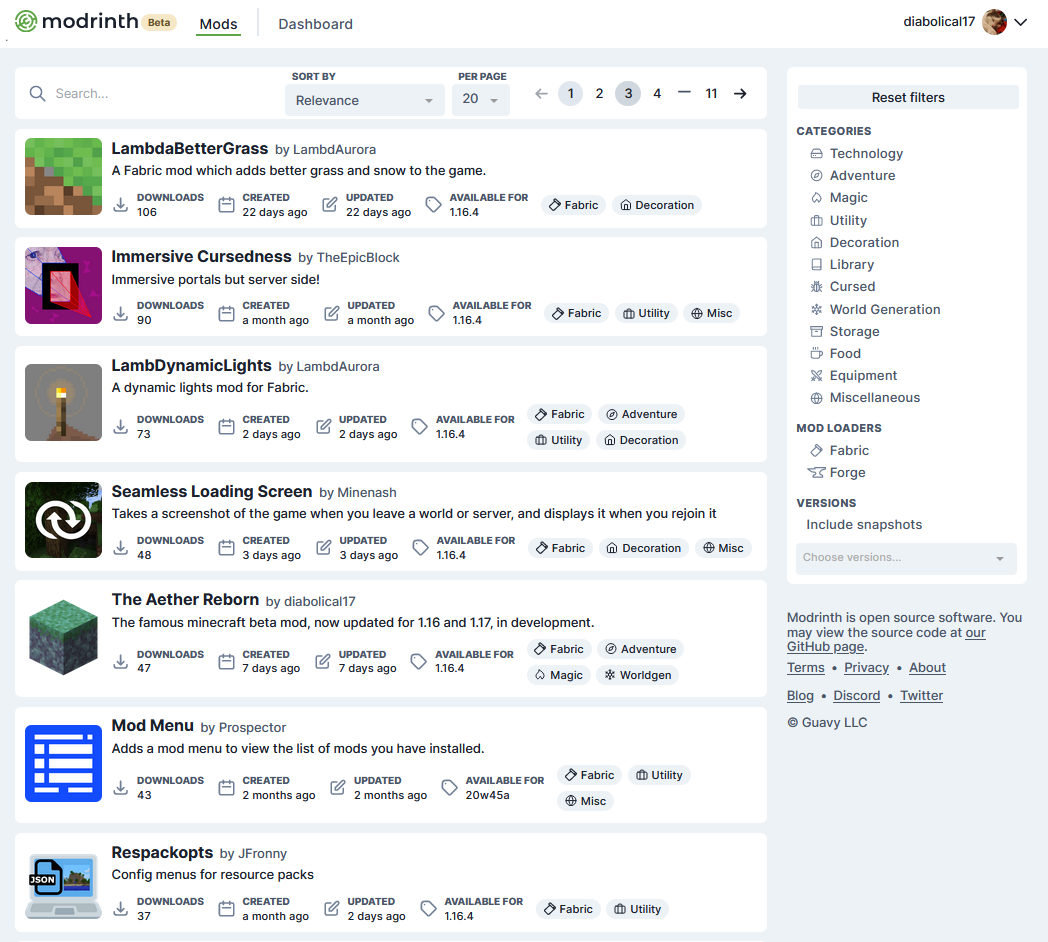 modrinth Beta Mods Dashboard diabolical17
Search...
SORT BY
Relevance
PER PAGE
20
1 2 3 4 — 11
LambdaBetterGrass by LambdAurora
A Fabric mod which adds better grass and snow to the game.
DOWNLOADS CREATED UPDATED AVAILABLE FOR
106 22 days ago 22 days ago 1.16.4
Fabric Decoration
Immersive Cursedness by TheEpicBlock
Immersive portals but server side!
DOWNLOADS CREATED UPDATED AVAILABLE FOR
90 a month ago a month ago 1.16.4
Fabric Utility Misc
LambDynamicLights by LambdAurora
A dynamic lights mod for Fabric.
DOWNLOADS CREATED UPDATED AVAILABLE FOR
73 2 days ago 2 days ago 1.16.4
Fabric Adventure
Utility Decoration
Seamless Loading Screen by Minenash
Takes a screenshot of the game when you leave a world or server, and displays it when you rejoin it
DOWNLOADS CREATED UPDATED AVAILABLE FOR
48 3 days ago 3 days ago 1.16.4
Fabric Decoration Misc
The Aether Reborn by diabolical17
The famous minecraft beta mod, now updated for 1.16 and 1.17, in development.
DOWNLOADS CREATED UPDATED AVAILABLE FOR
47 7 days ago 7 days ago 1.16.4
Fabric Adventure
Magic Worldgen
Mod Menu by Prospector
Adds a mod menu to view the list of mods you have installed.
DOWNLOADS CREATED UPDATED AVAILABLE FOR
43 2 months ago 2 months ago 20w45a
Fabric Utility
Misc
JSON
Respackopts by JFronny
Config menus for resource packs
DOWNLOADS CREATED UPDATED AVAILABLE FOR
37 a month ago 2 days ago 1.16.4
Fabric Utility
Reset filters
CATEGORIES
Technology
Adventure
Magic
Utility
Decoration
Library
Cursed
World Generation
Storage
Food
Equipment
Miscellaneous
MOD LOADERS
Fabric
Forge
VERSIONS
Include snapshots
Choose versions...
Modrinth is open source software. You
may view the source code at our
GitHub page.
Terms • Privacy • About
Blog • Discord • Twitter
© Guavy LLC